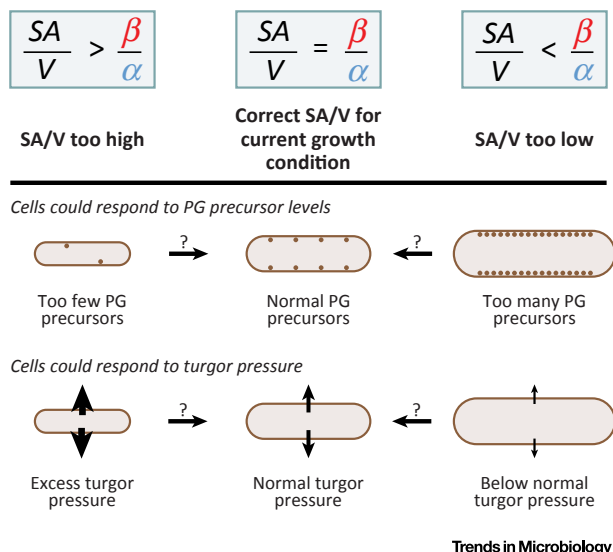 SA/V > β/α
SA/V = β/α
SA/V < β/α
SA/V too high
Correct SA/V for
current growth
condition
SA/V too low
Cells could respond to PG precursor levels
?
?
Too few PG
precursors
Normal PG
precursors
Too many PG
precursors
Cells could respond to turgor pressure
?
?
Excess turgor
pressure
Normal turgor
pressure
Below normal
turgor pressure
Trends in Microbiology